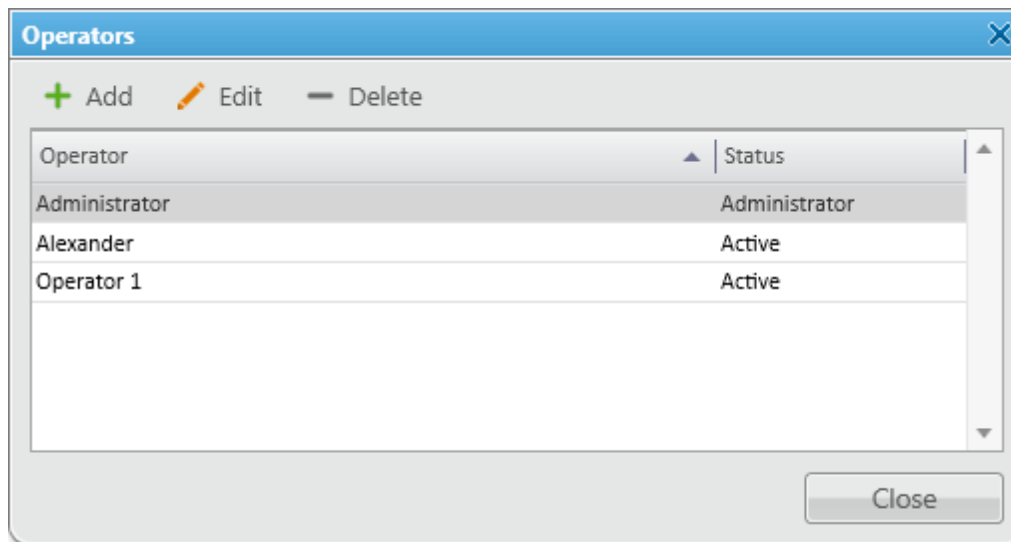 Operators
Add Edit Delete
Operator Status
Administrator Administrator
Alexander Active
Operator 1 Active
Close